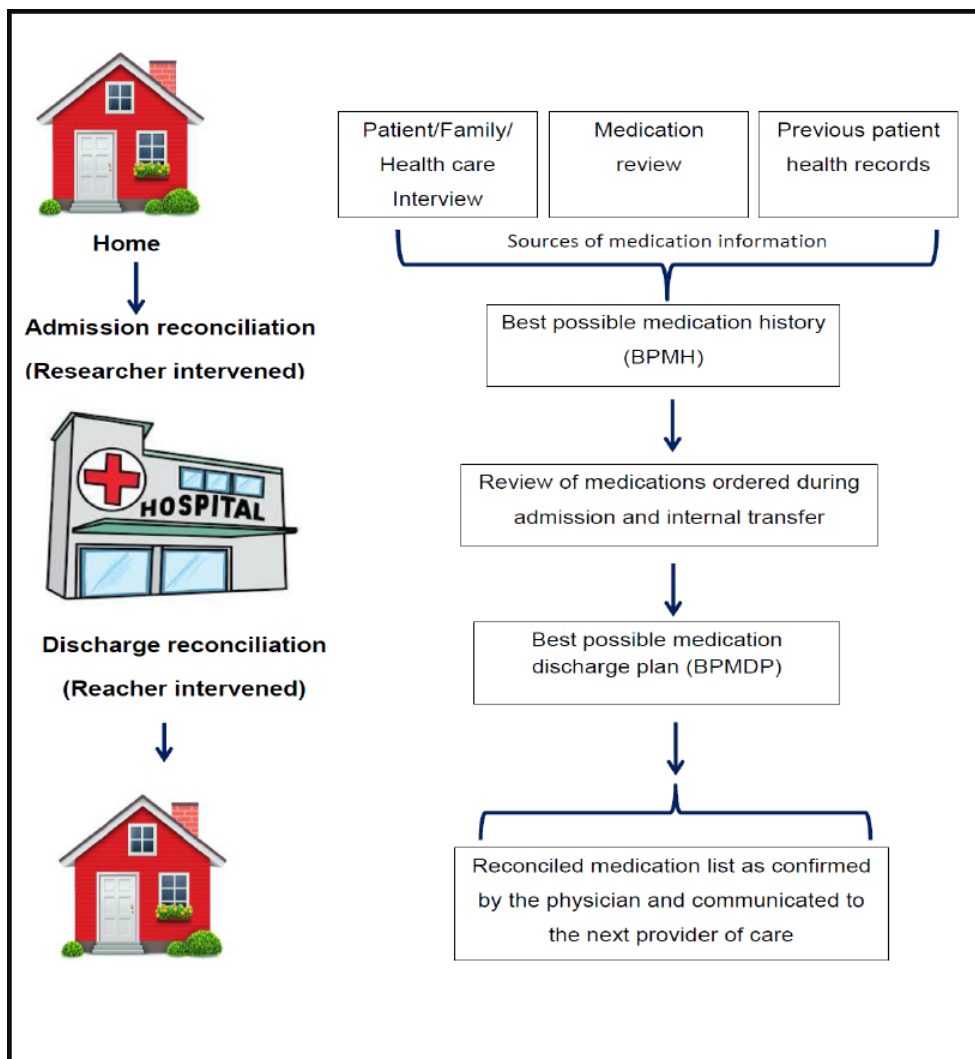 Home
Admission reconciliation
(Researcher intervened)
HOSPITAL
Discharge reconciliation
(Reacher intervened)
Patient/Family/
Health care
Interview
Medication
review
Previous patient
health records
Sources of medication information
Best possible medication history
(BPMH)
Review of medications ordered during
admission and internal transfer
Best possible medication
discharge plan (BPMDP)
Reconciled medication list as confirmed
by the physician and communicated to
the next provider of care